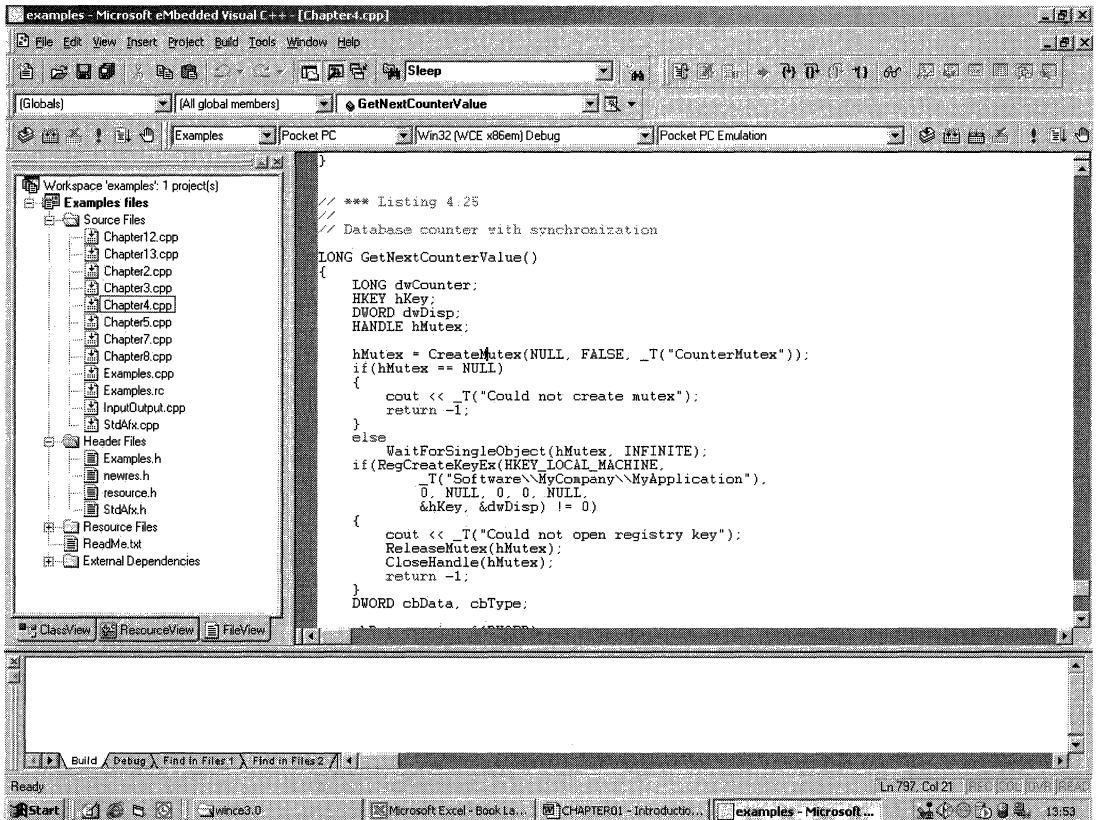 examples - Microsoft eMbedded Visual C++ - [Chapter4.cpp]
File Edit View Insert Project Build Tools Window Help
Sleep
(Globals) (All global members) GetNextCounterValue
Examples Pocket PC Win32 (WCE x86em) Debug Pocket PC Emulation
Workspace 'examples': 1 project(s)
Examples files
Source Files
Chapter12.cpp
Chapter13.cpp
Chapter2.cpp
Chapter3.cpp
Chapter4.cpp
Chapter5.cpp
Chapter7.cpp
Chapter8.cpp
Examples.cpp
Examples.rc
InputOutput.cpp
StdAfx.cpp
Header Files
Examples.h
newres.h
resource.h
StdAfx.h
Resource Files
ReadMe.txt
External Dependencies
ClassView ResourceView FileView
}
// *** Listing 4.25
//
// Database counter with synchronization
LONG GetNextCounterValue()
{
LONG dwCounter;
HKEY hKey;
DWORD dwDisp;
HANDLE hMutex;
hMutex = CreateMutex(NULL, FALSE, _T("CounterMutex"));
if(hMutex == NULL)
{
cout << _T("Could not create mutex");
return -1;
}
else
WaitForSingleObject(hMutex, INFINITE);
if(RegCreateKeyEx(HKEY_LOCAL_MACHINE,
_T("Software\\MyCompany\\MyApplication"),
0, NULL, 0, 0, NULL,
&hKey, &dwDisp) != 0)
{
cout << _T("Could not open registry key");
ReleaseMutex(hMutex);
CloseHandle(hMutex);
return -1;
}
DWORD cbData, cbType;
Build Debug Find in Files 1 Find in Files 2
Ready Ln 797, Col 21 REC COL OVR READ
Start wince3.0 Microsoft Excel - Book La... CHAPTER01 - Introductio... examples - Microsoft ... 13:53